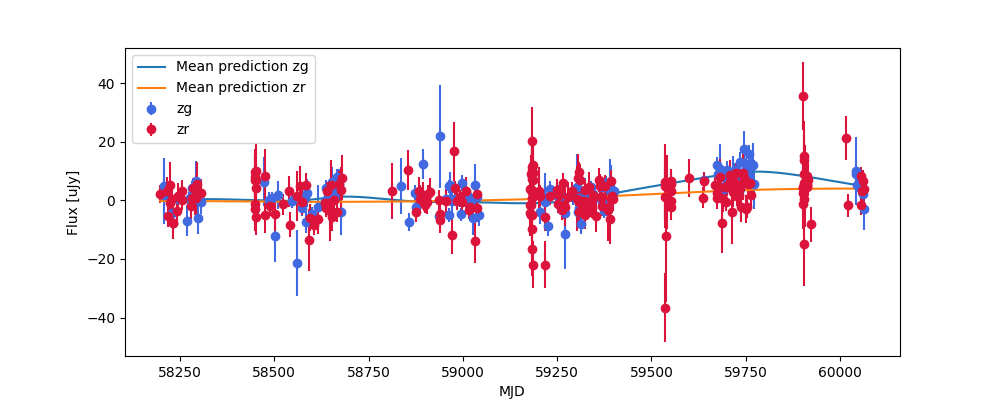 Mean prediction zg
Mean prediction zr
zg
zr
Flux [uJy]
40
20
0
−20
−40
58250
58500
58750
59000
59250
59500
59750
60000
MJD